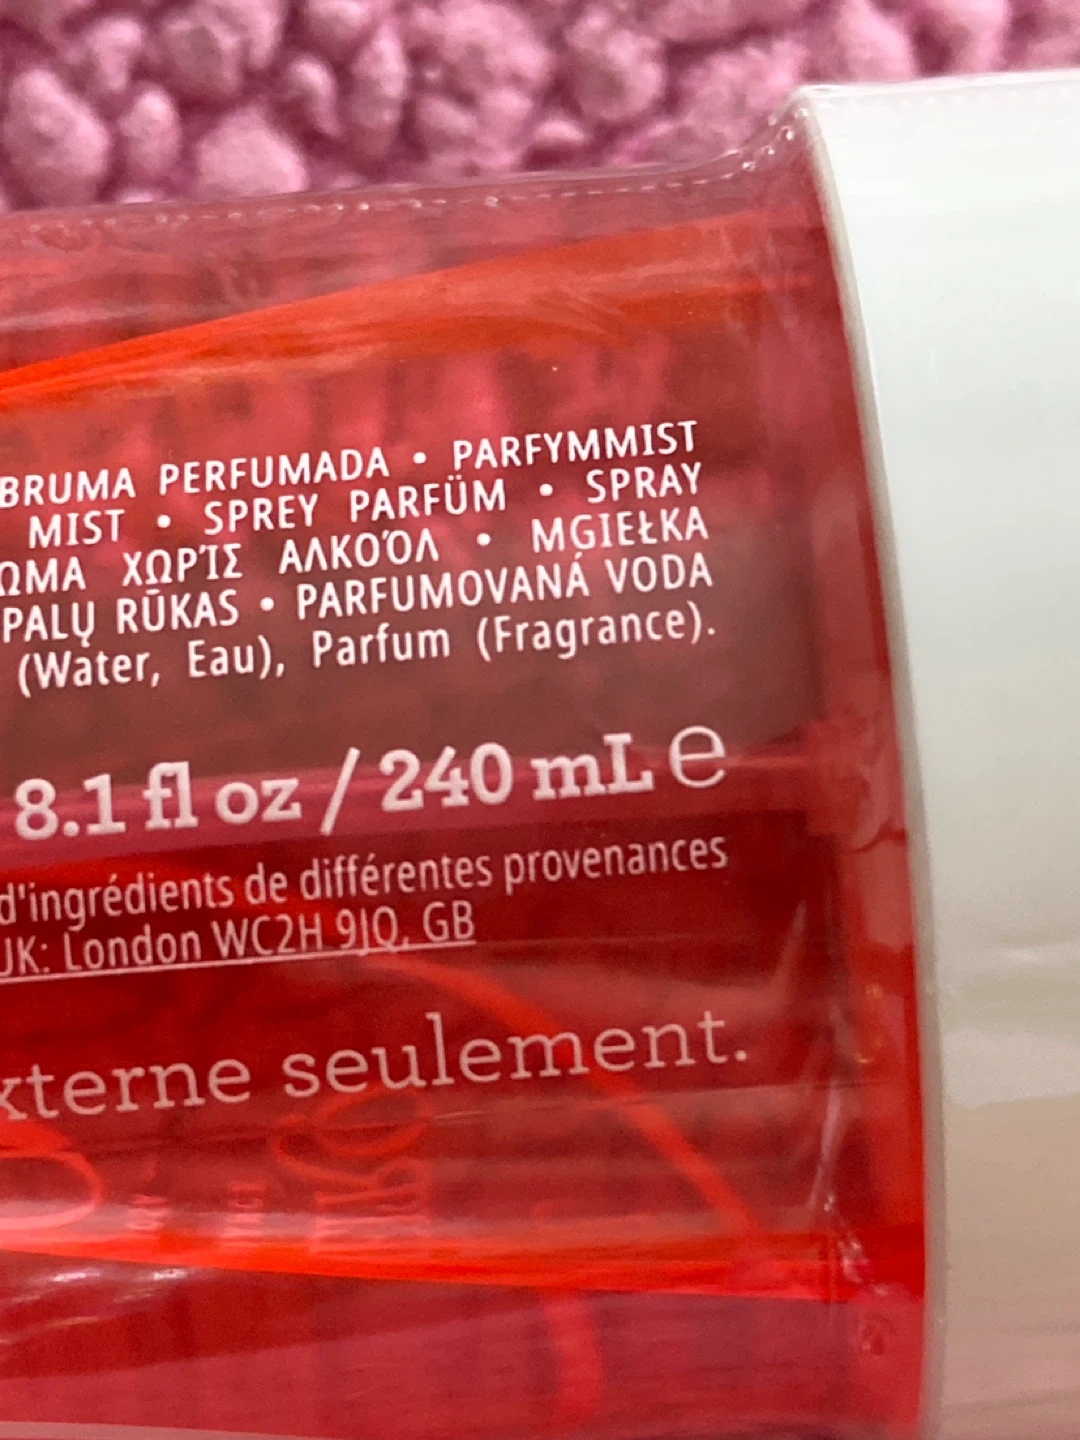 BRUMA PERFUMADA • PARFYMMIST
MIST • SPREY PARFÜM • SPRAY
ΩΜΑ ΧΩΡΊΣ ΑΛΚΟΌΛ • MGIEŁKA
PALŲ RŪKAS • PARFUMOVANÁ VODA
(Water, Eau), Parfum (Fragrance).
8.1 fl oz / 240 mL ℮
d'ingrédients de différentes provenances
UK: London WC2H 9JQ, GB
xterne seulement.